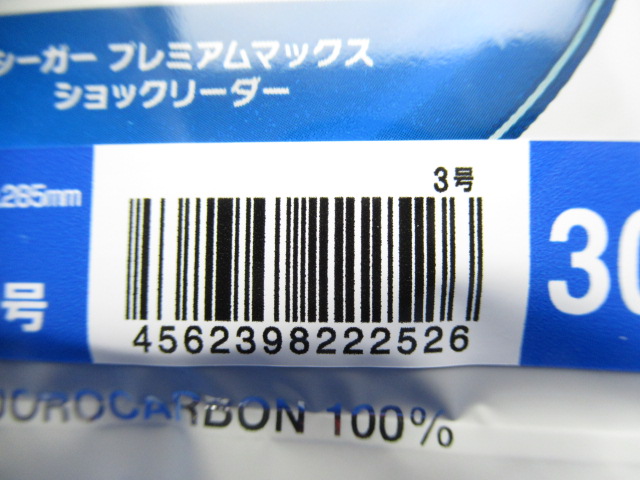 シーガー プレミアムマックス
ショックリーダー
3号
.285mm
号
30
4562398222526
UOROCARBON 100%